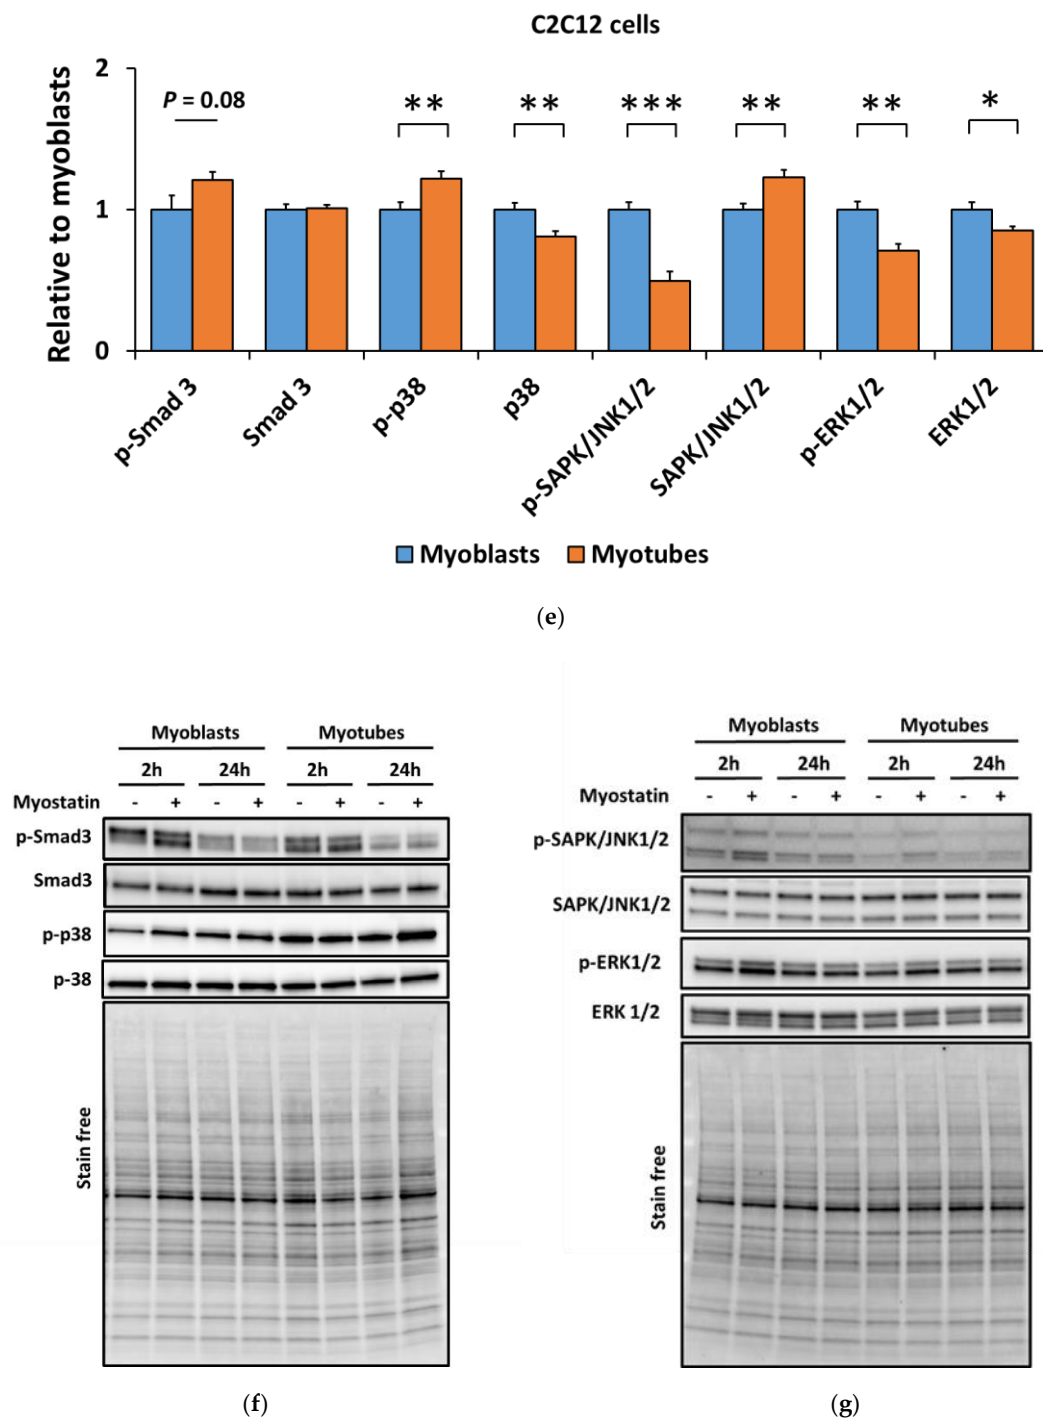 C2C12 cells
Relative to myoblasts
2
1
0
P = 0.08
**
**
***
**
**
*
p-Smad 3
Smad 3
p-p38
p38
p-SAPK/JNK1/2
SAPK/JNK1/2
p-ERK1/2
ERK1/2
Myoblasts Myotubes
(e)
Myoblasts Myotubes
2h 24h 2h 24h
Myostatin - + - + - + - +
p-Smad3
Smad3
p-p38
p-38
Stain free
(f)
Myoblasts Myotubes
2h 24h 2h 24h
Myostatin - + - + - + - +
p-SAPK/JNK1/2
SAPK/JNK1/2
p-ERK1/2
ERK 1/2
Stain free
(g)